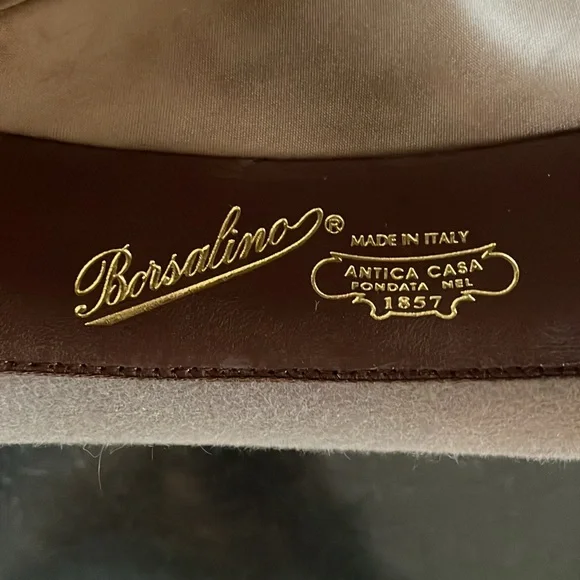 Borsalino®
MADE IN ITALY
ANTICA CASA
FONDATA NEL
1857